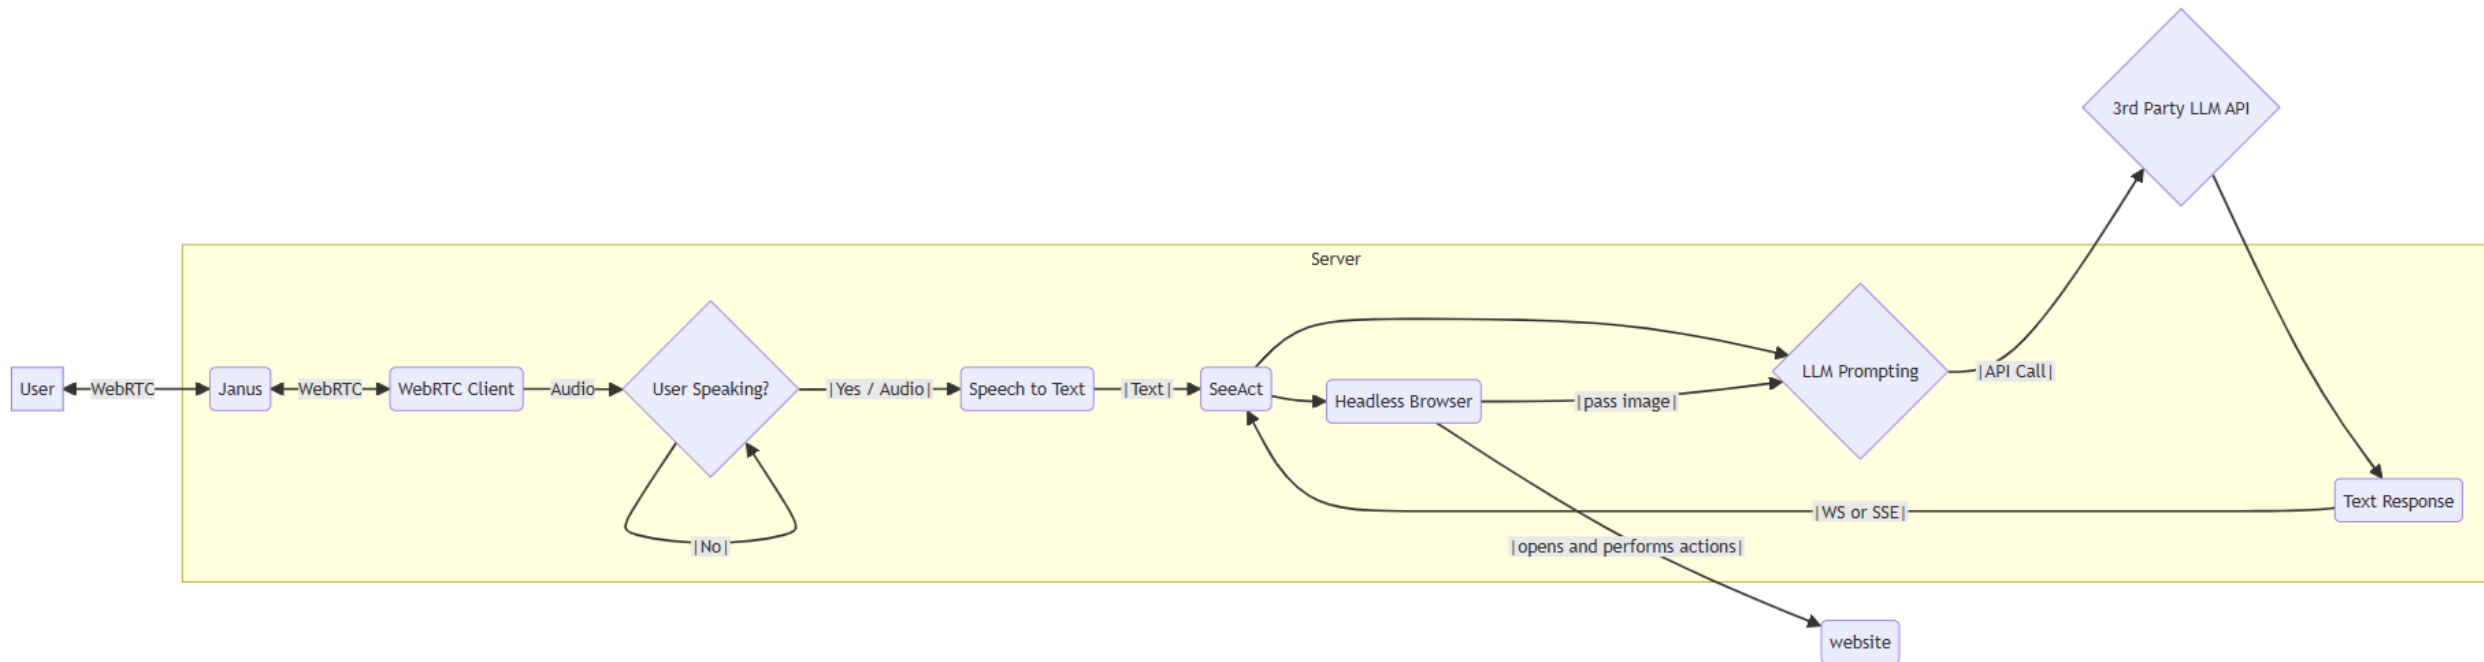 3rd Party LLM API
Server
User
WebRTC
Janus
WebRTC
WebRTC Client
Audio
User Speaking?
|Yes / Audio|
Speech to Text
|Text|
SeeAct
Headless Browser
|pass image|
LLM Prompting
|API Call|
Text Response
|WS or SSE|
|No|
|opens and performs actions|
website